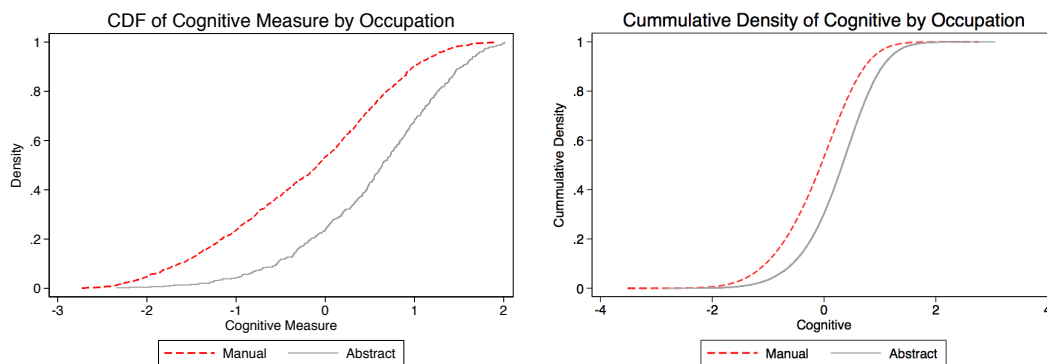 CDF of Cognitive Measure by Occupation
1
.8
.6
.4
.2
0
Density
-3
-2
-1
0
1
2
Cognitive Measure
Manual
Abstract
Cummulative Density of Cognitive by Occupation
1
.8
.6
.4
.2
0
Cummulative Density
-4
-2
0
2
4
Cognitive
Manual
Abstract